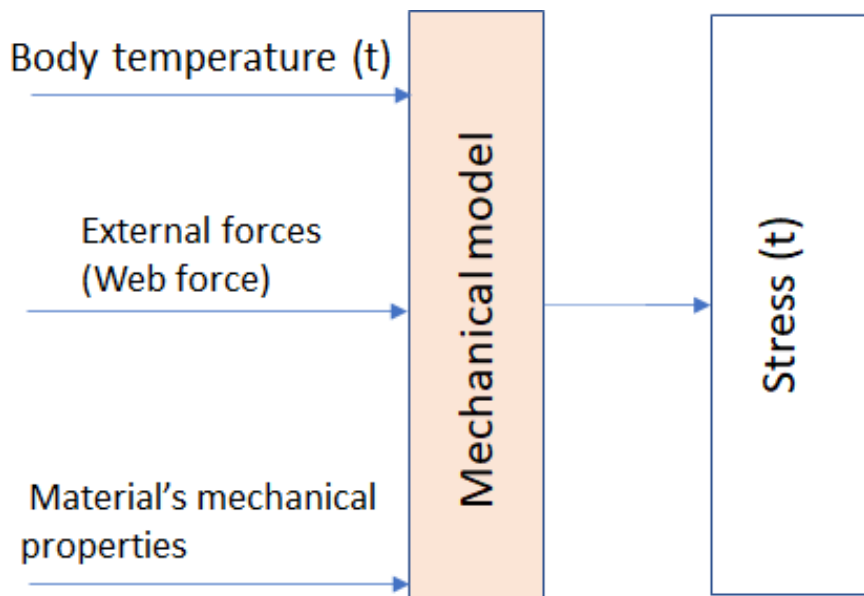 Body temperature (t)
External forces
(Web force)
Material’s mechanical
properties
Mechanical model
Stress (t)